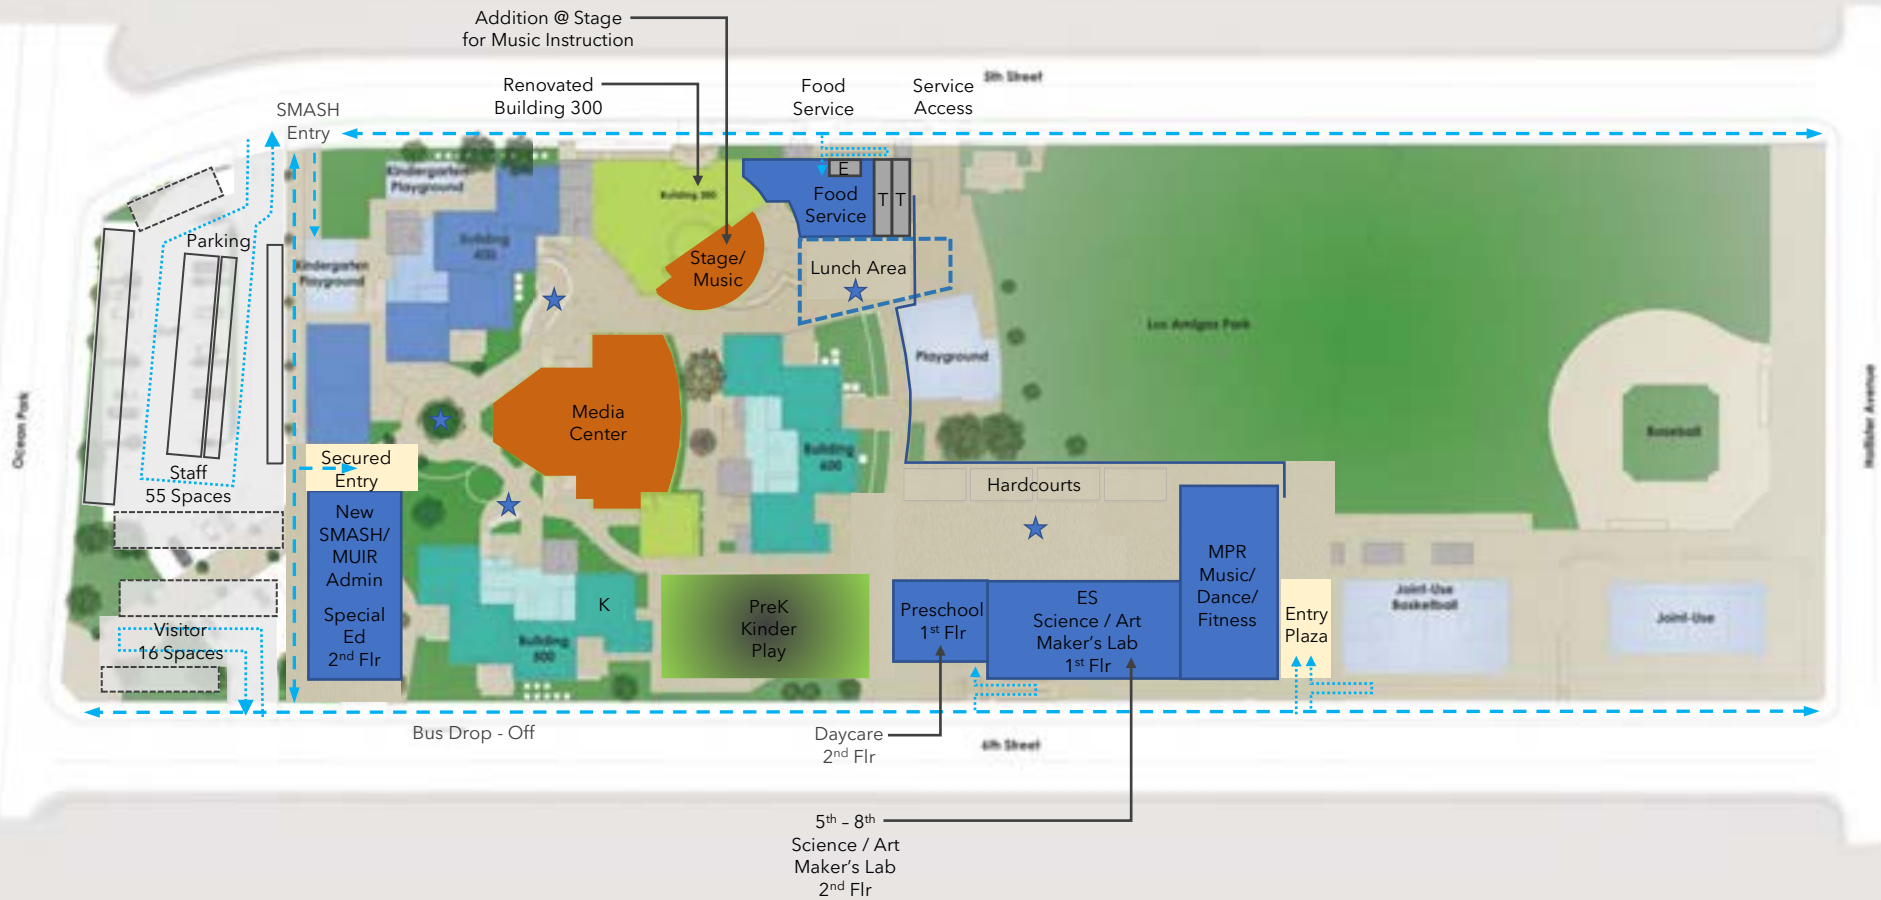 Addition @ Stage
for Music Instruction
Renovated
Building 300
Food
Service
Service
Access
5th Street
SMASH
Entry
Kindergarten
Playground
Building 300
E
Food
Service
T T
Parking
Building
400
Kindergarten
Playground
Stage/
Music
Lunch Area
Los Amigos Park
Playground
Ocean Park
Hollister Avenue
Media
Center
Baseball
Building
600
Secured
Entry
Staff
55 Spaces
Hardcourts
New
SMASH/
MUIR
Admin
Special
Ed
2nd Flr
MPR
Music/
Dance/
Fitness
K
PreK
Kinder
Play
Preschool
1st Flr
ES
Science / Art
Maker's Lab
1st Flr
Entry
Plaza
Joint-Use
Basketball
Joint-Use
Visitor
16 Spaces
Building
500
Bus Drop - Off
Daycare
2nd Flr
6th Street
5th – 8th
Science / Art
Maker's Lab
2nd Flr